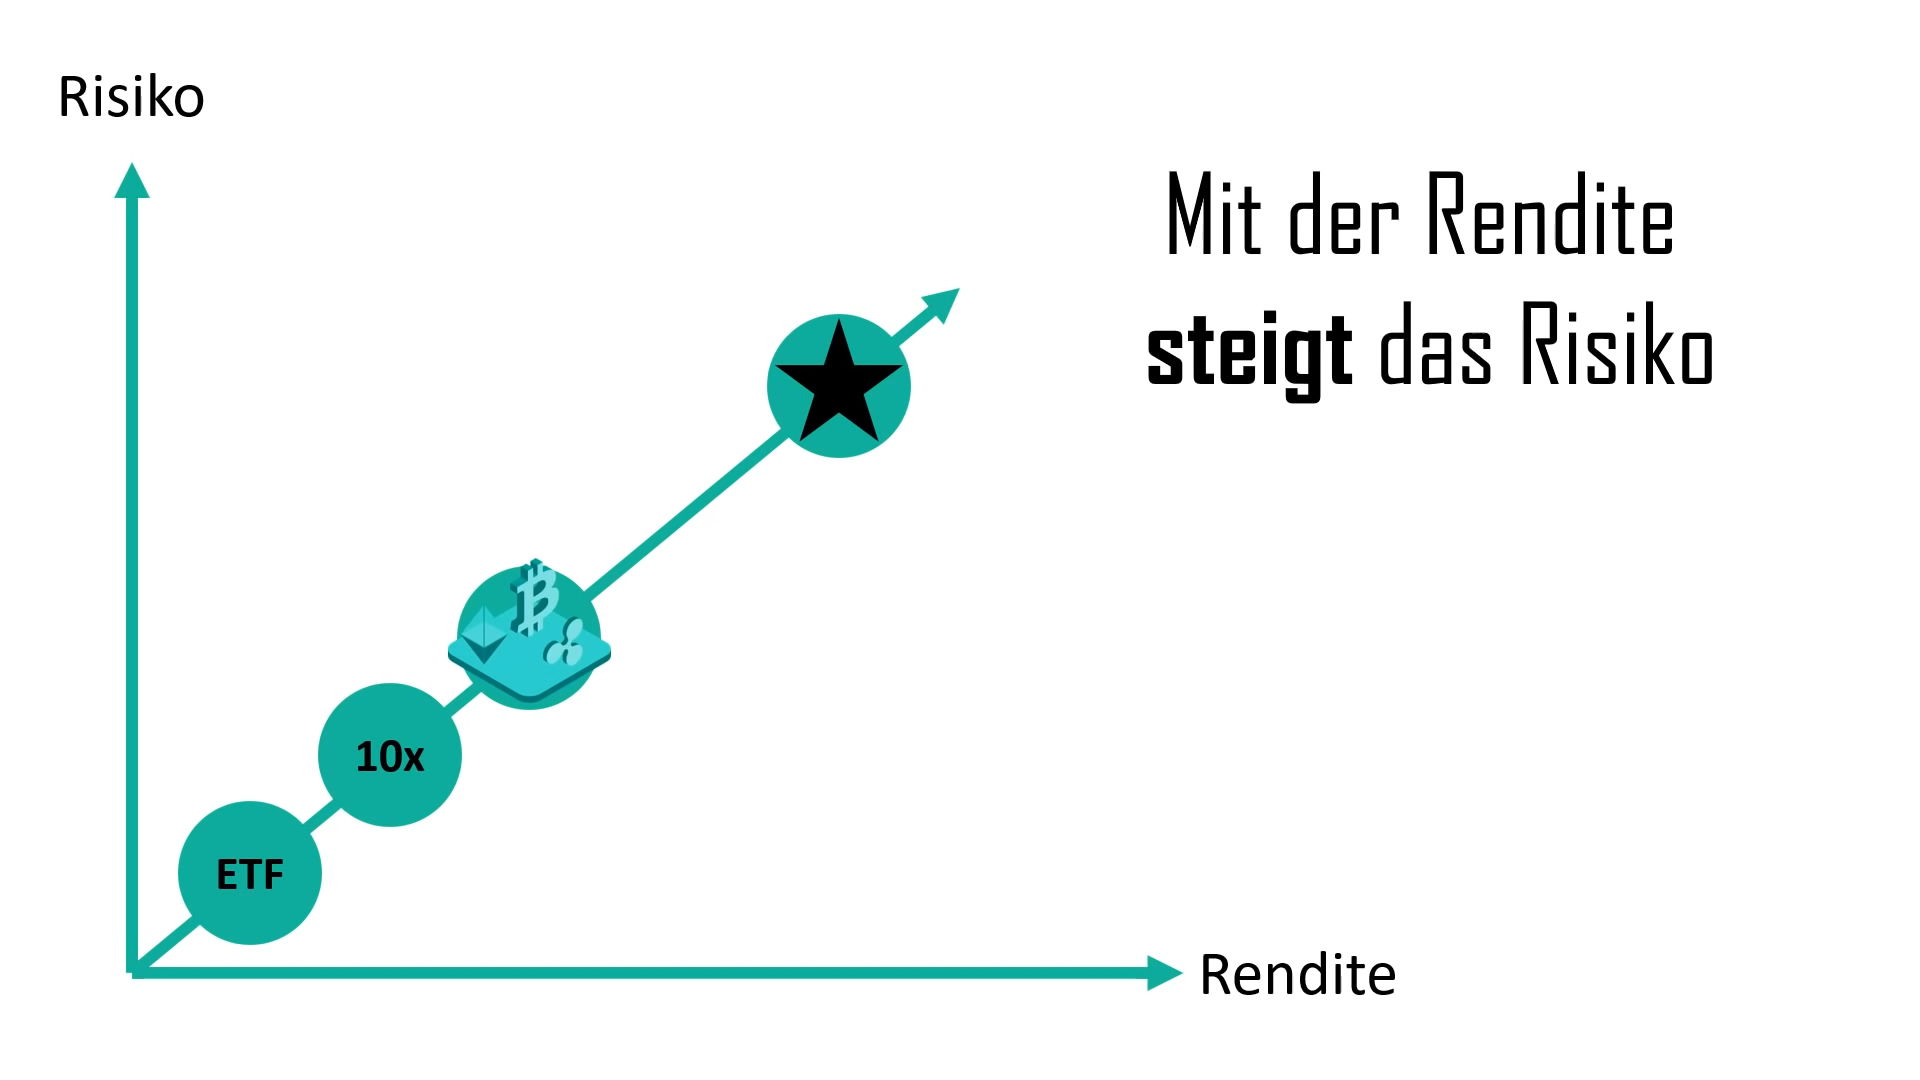 Risiko
Mit der Rendite
steigt das Risiko
10x
ETF
Rendite